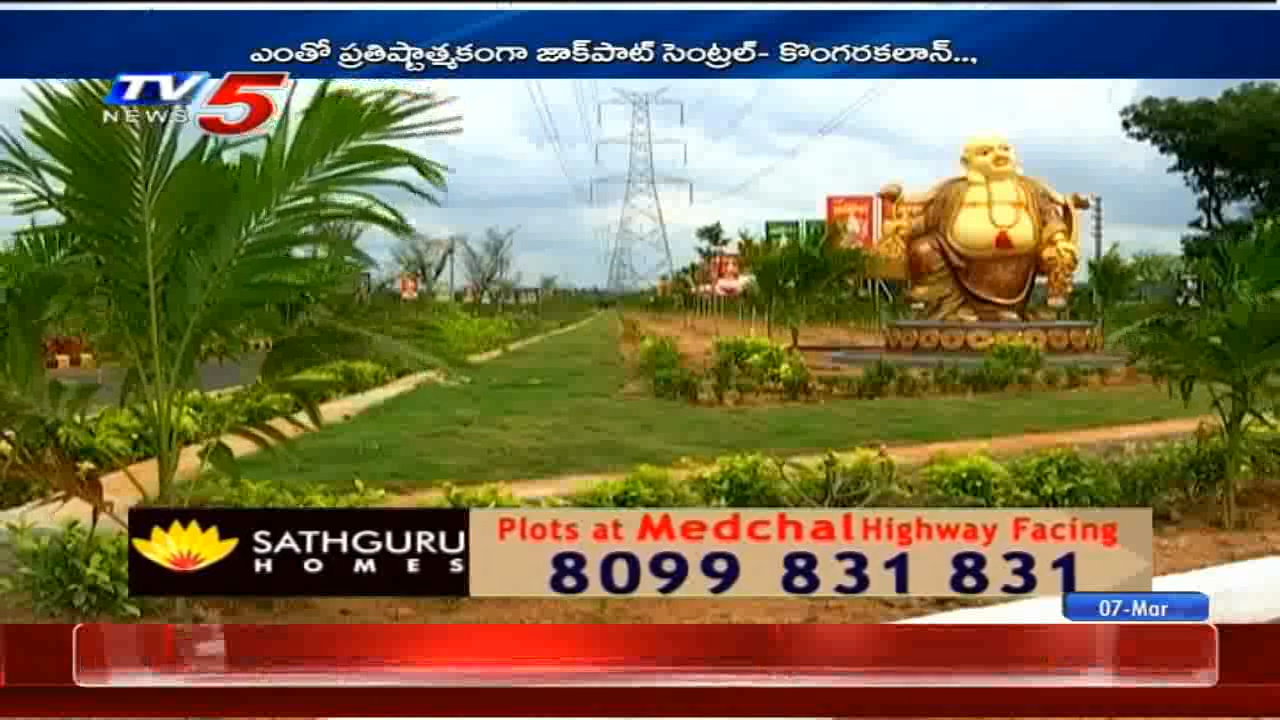 ఎంతో ప్రతిష్టాత్మకంగా జాక్‌పాట్ సెంట్రల్- కొంగరకలాన్..,
TV5
NEWS
SATHGURU
HOMES
Plots at Medchal Highway Facing
8099 831 831
07-Mar